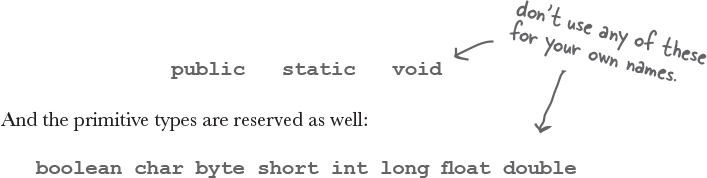 don't use any of these
for your own names.
public static void
And the primitive types are reserved as well:
boolean char byte short int long float double